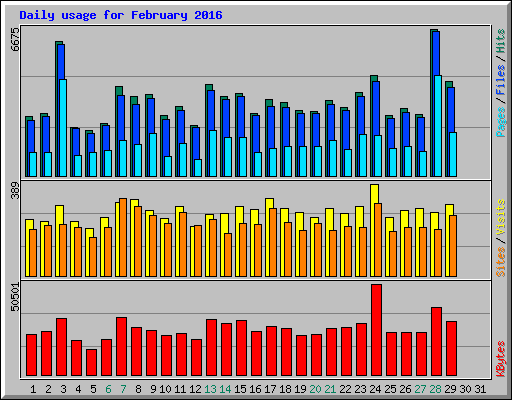 Daily usage for February 2016
6675
Pages / Files / Hits
389
Sites / Visits
50501
KBytes
1 2 3 4 5 6 7 8 9 10 11 12 13 14 15 16 17 18 19 20 21 22 23 24 25 26 27 28 29 30 31